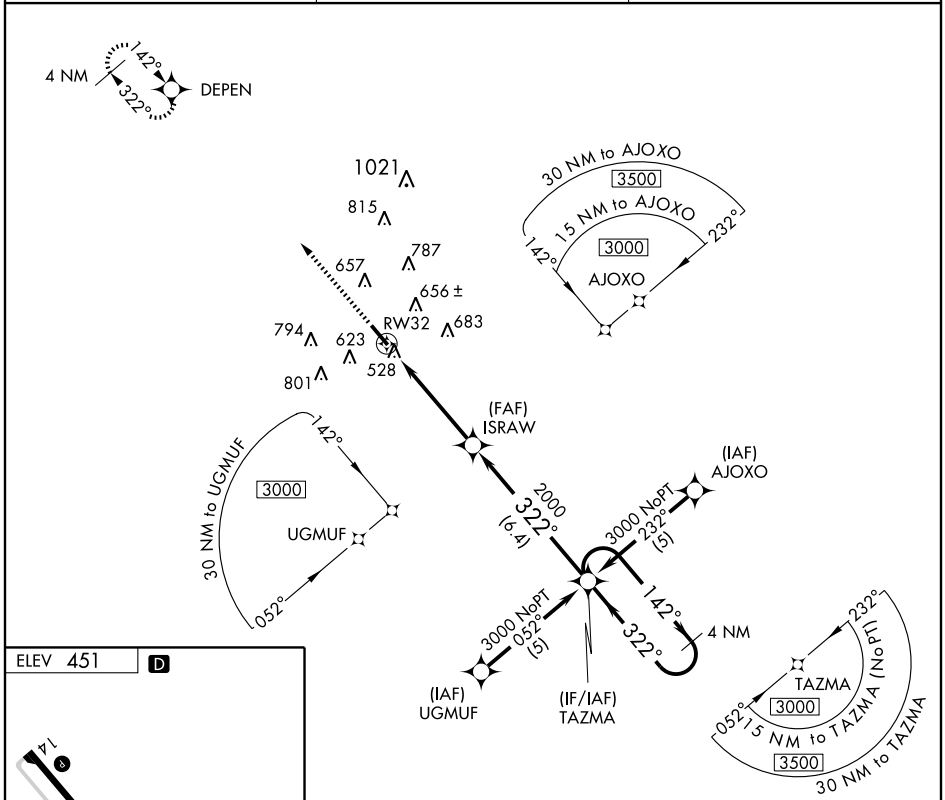 142°
4 NM
322°
DEPEN
1021
815
787
657
656 ±
RW32
683
794
623
528
801
30 NM to AJOXO
3500
15 NM to AJOXO
3000
142°
232°
AJOXO
(FAF)
ISRAW
142°
30 NM to UGMUF
3000
UGMUF
052°
2000
322°
(6.4)
(IAF)
AJOXO
3000 NoPT
232°
(5)
142°
322°
4 NM
3000 NoPT
052°
(5)
(IAF)
UGMUF
(IF/IAF)
TAZMA
232°
TAZMA
052°
3000
15 NM to TAZMA (NoPT)
3500
30 NM to TAZMA
ELEV 451
D
14
P